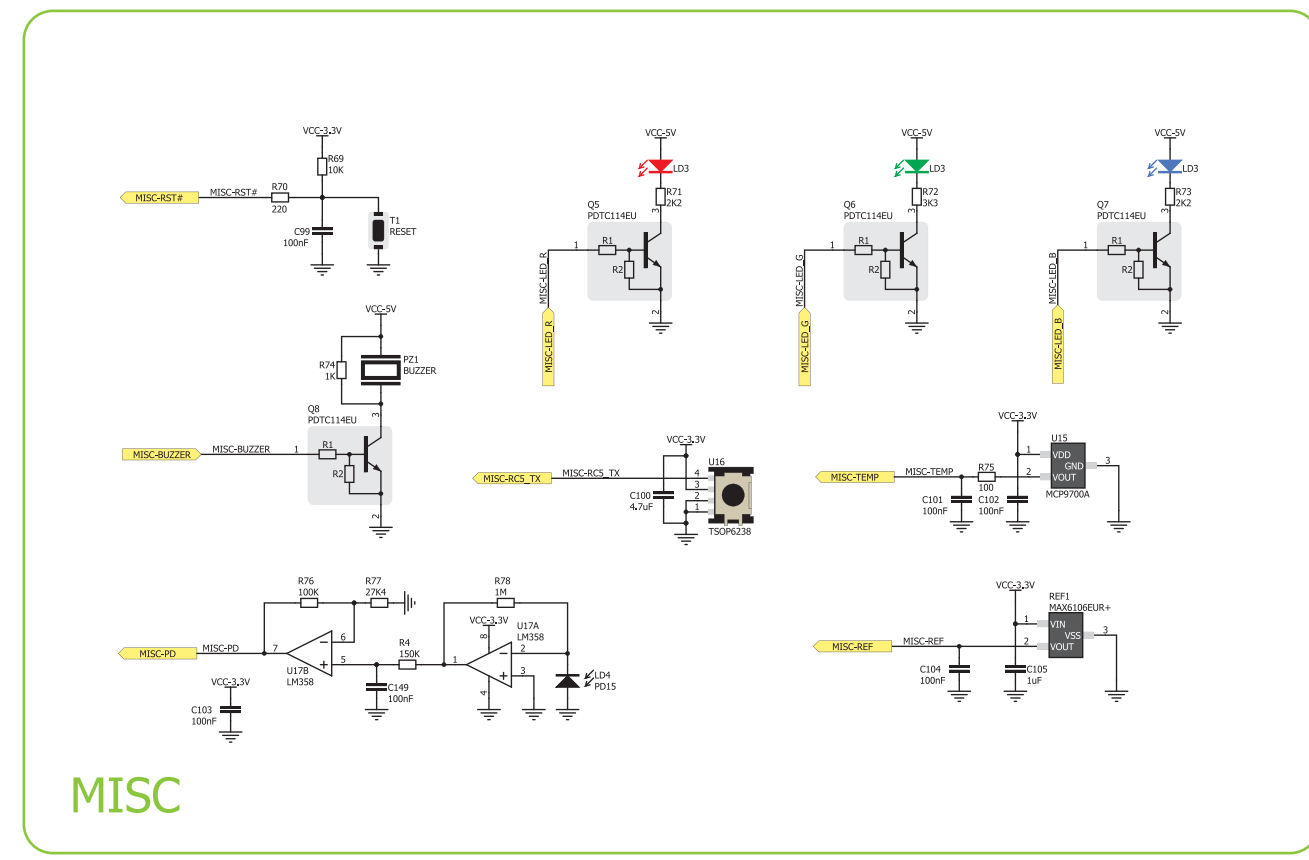 VCC-3.3V
R69
10K
MISC-RST#
MISC-RST#
R70
220
C99
100nF
T1
RESET
VCC-5V
LD3
R71
2K2
3
Q5
PDTC114EU
1
R1
R2
2
MISC-LED_R
MISC-LED_R
VCC-5V
LD3
R72
3K3
3
Q6
PDTC114EU
1
R1
R2
2
MISC-LED_G
MISC-LED_G
VCC-5V
LD3
R73
2K2
3
Q7
PDTC114EU
1
R1
R2
2
MISC-LED_B
MISC-LED_B
VCC-5V
R74
1K
PZ1
BUZZER
3
Q8
PDTC114EU
MISC-BUZZER
MISC-BUZZER
1
R1
R2
2
VCC-3.3V
U16
MISC-RC5_TX
MISC-RC5_TX
4
3
2
1
C100
4.7uF
TSOP6238
VCC-3.3V
U15
1
VDD
GND
3
2
VOUT
MCP9700A
MISC-TEMP
MISC-TEMP
R75
100
C101
100nF
C102
100nF
R76
100K
R77
27K4
R78
1M
VCC-3.3V
8
U17A
LM358
MISC-PD
MISC-PD
7
6
5
U17B
LM358
R4
150K
1
2
3
4
LD4
PD15
C149
100nF
VCC-3.3V
C103
100nF
VCC-3.3V
REF1
MAX6106EUR+
1
VIN
VSS
3
2
VOUT
MISC-REF
MISC-REF
C104
100nF
C105
1uF
MISC